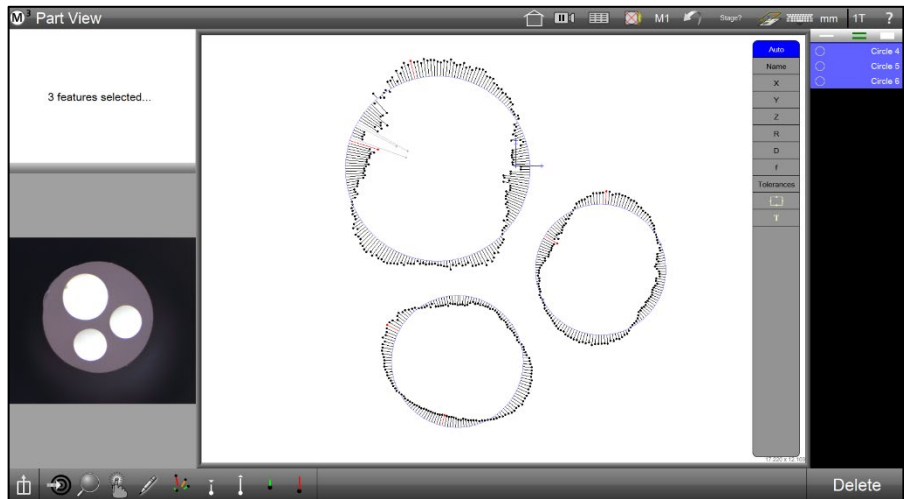 M³ Part View
M1
Stage?
mm
1T
?
3 features selected...
Auto
Name
X
Y
Z
R
D
f
Tolerances
T
Circle 4
Circle 5
Circle 6
Delete